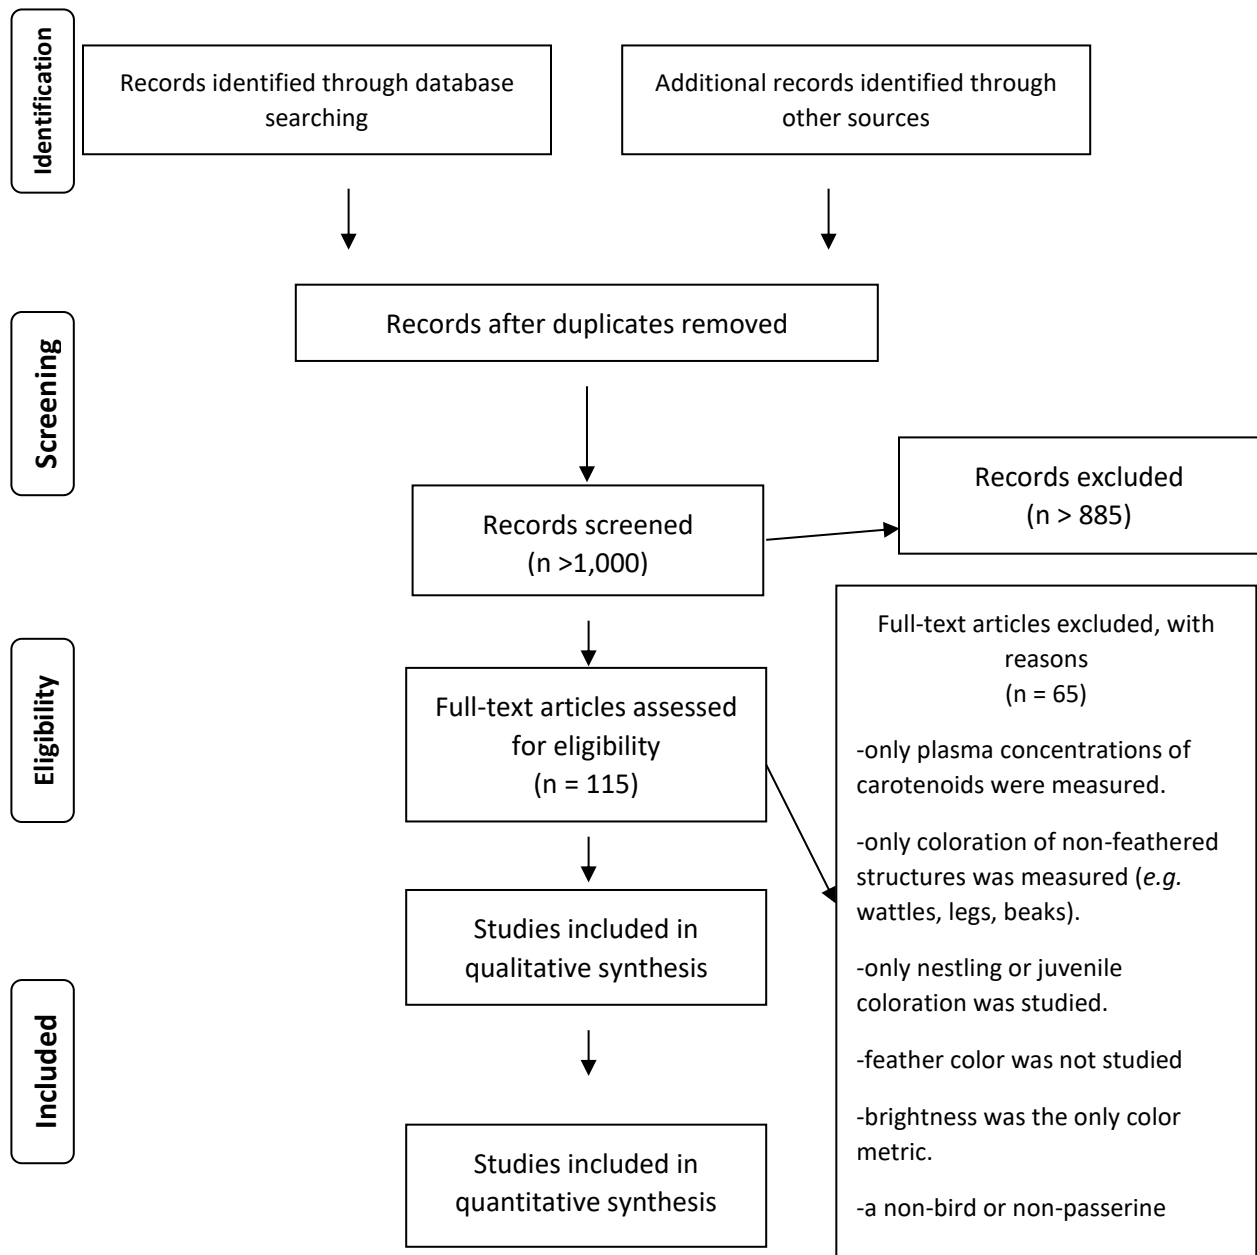 Identification
Records identified through database
searching
Additional records identified through
other sources
Screening
Records after duplicates removed
Records screened
(n >1,000)
Records excluded
(n > 885)
Eligibility
Full-text articles assessed
for eligibility
(n = 115)
Full-text articles excluded, with
reasons
(n = 65)
-only plasma concentrations of
carotenoids were measured.
-only coloration of non-feathered
structures was measured (e.g.
wattles, legs, beaks).
-only nestling or juvenile
coloration was studied.
-feather color was not studied
-brightness was the only color
metric.
-a non-bird or non-passerine
Included
Studies included in
qualitative synthesis
Studies included in
quantitative synthesis